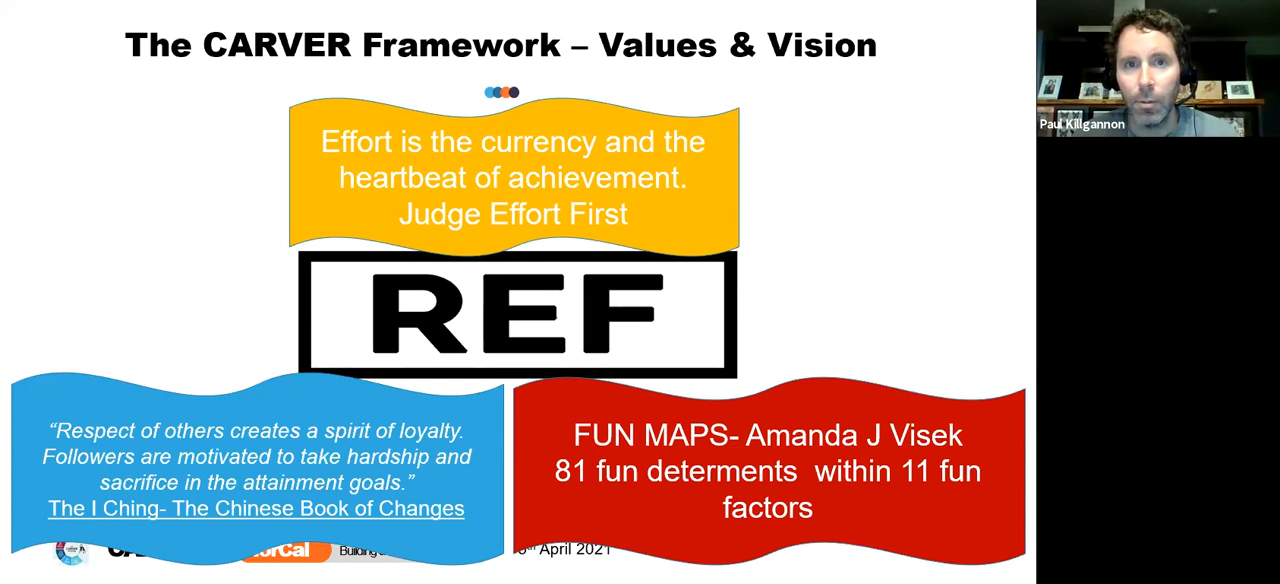 The CARVER Framework – Values & Vision
Paul Killgannon
Effort is the currency and the
heartbeat of achievement.
Judge Effort First
REF
“Respect of others creates a spirit of loyalty.
Followers are motivated to take hardship and
sacrifice in the attainment goals.”
The I Ching- The Chinese Book of Changes
FUN MAPS- Amanda J Visek
81 fun determents within 11 fun
factors
April 2021